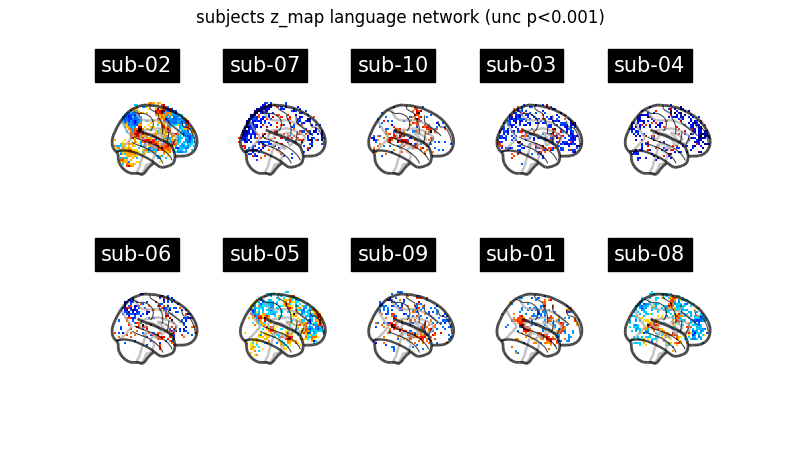 subjects z_map language network (unc p<0.001)
sub-02 sub-07 sub-10 sub-03 sub-04
sub-06 sub-05 sub-09 sub-01 sub-08